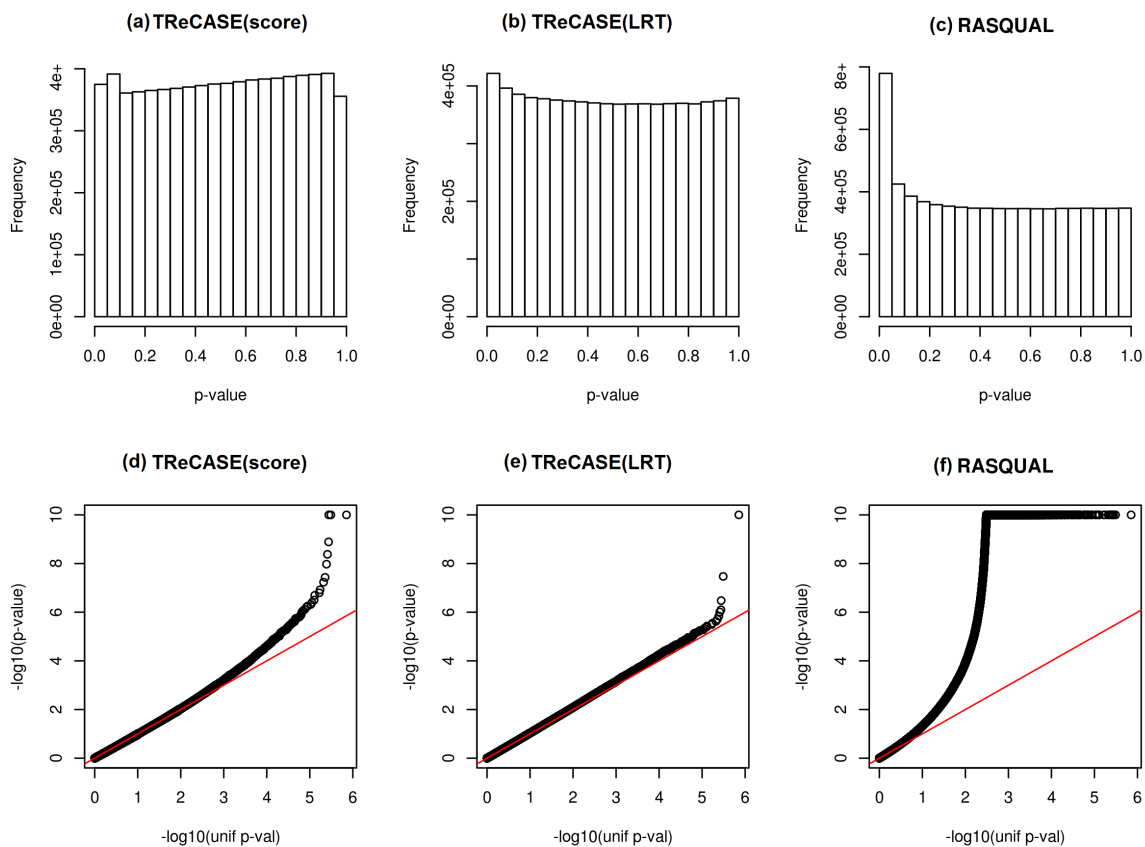 (a) TReCASE(score)
(b) TReCASE(LRT)
(c) RASQUAL
Frequency
0e+00 1e+05 2e+05 3e+05 4e+
0.0 0.2 0.4 0.6 0.8 1.0
p-value
Frequency
0e+00 2e+05 4e+05
0.0 0.2 0.4 0.6 0.8 1.0
p-value
Frequency
0e+00 2e+05 4e+05 6e+05 8e+
0.0 0.2 0.4 0.6 0.8 1.0
p-value
(d) TReCASE(score)
(e) TReCASE(LRT)
(f) RASQUAL
-log10(p-value)
0 2 4 6 8 10
0 1 2 3 4 5 6
-log10(unif p-val)
-log10(p-value)
0 2 4 6 8 10
0 1 2 3 4 5 6
-log10(unif p-val)
-log10(p-value)
0 2 4 6 8 10
0 1 2 3 4 5 6
-log10(unif p-val)